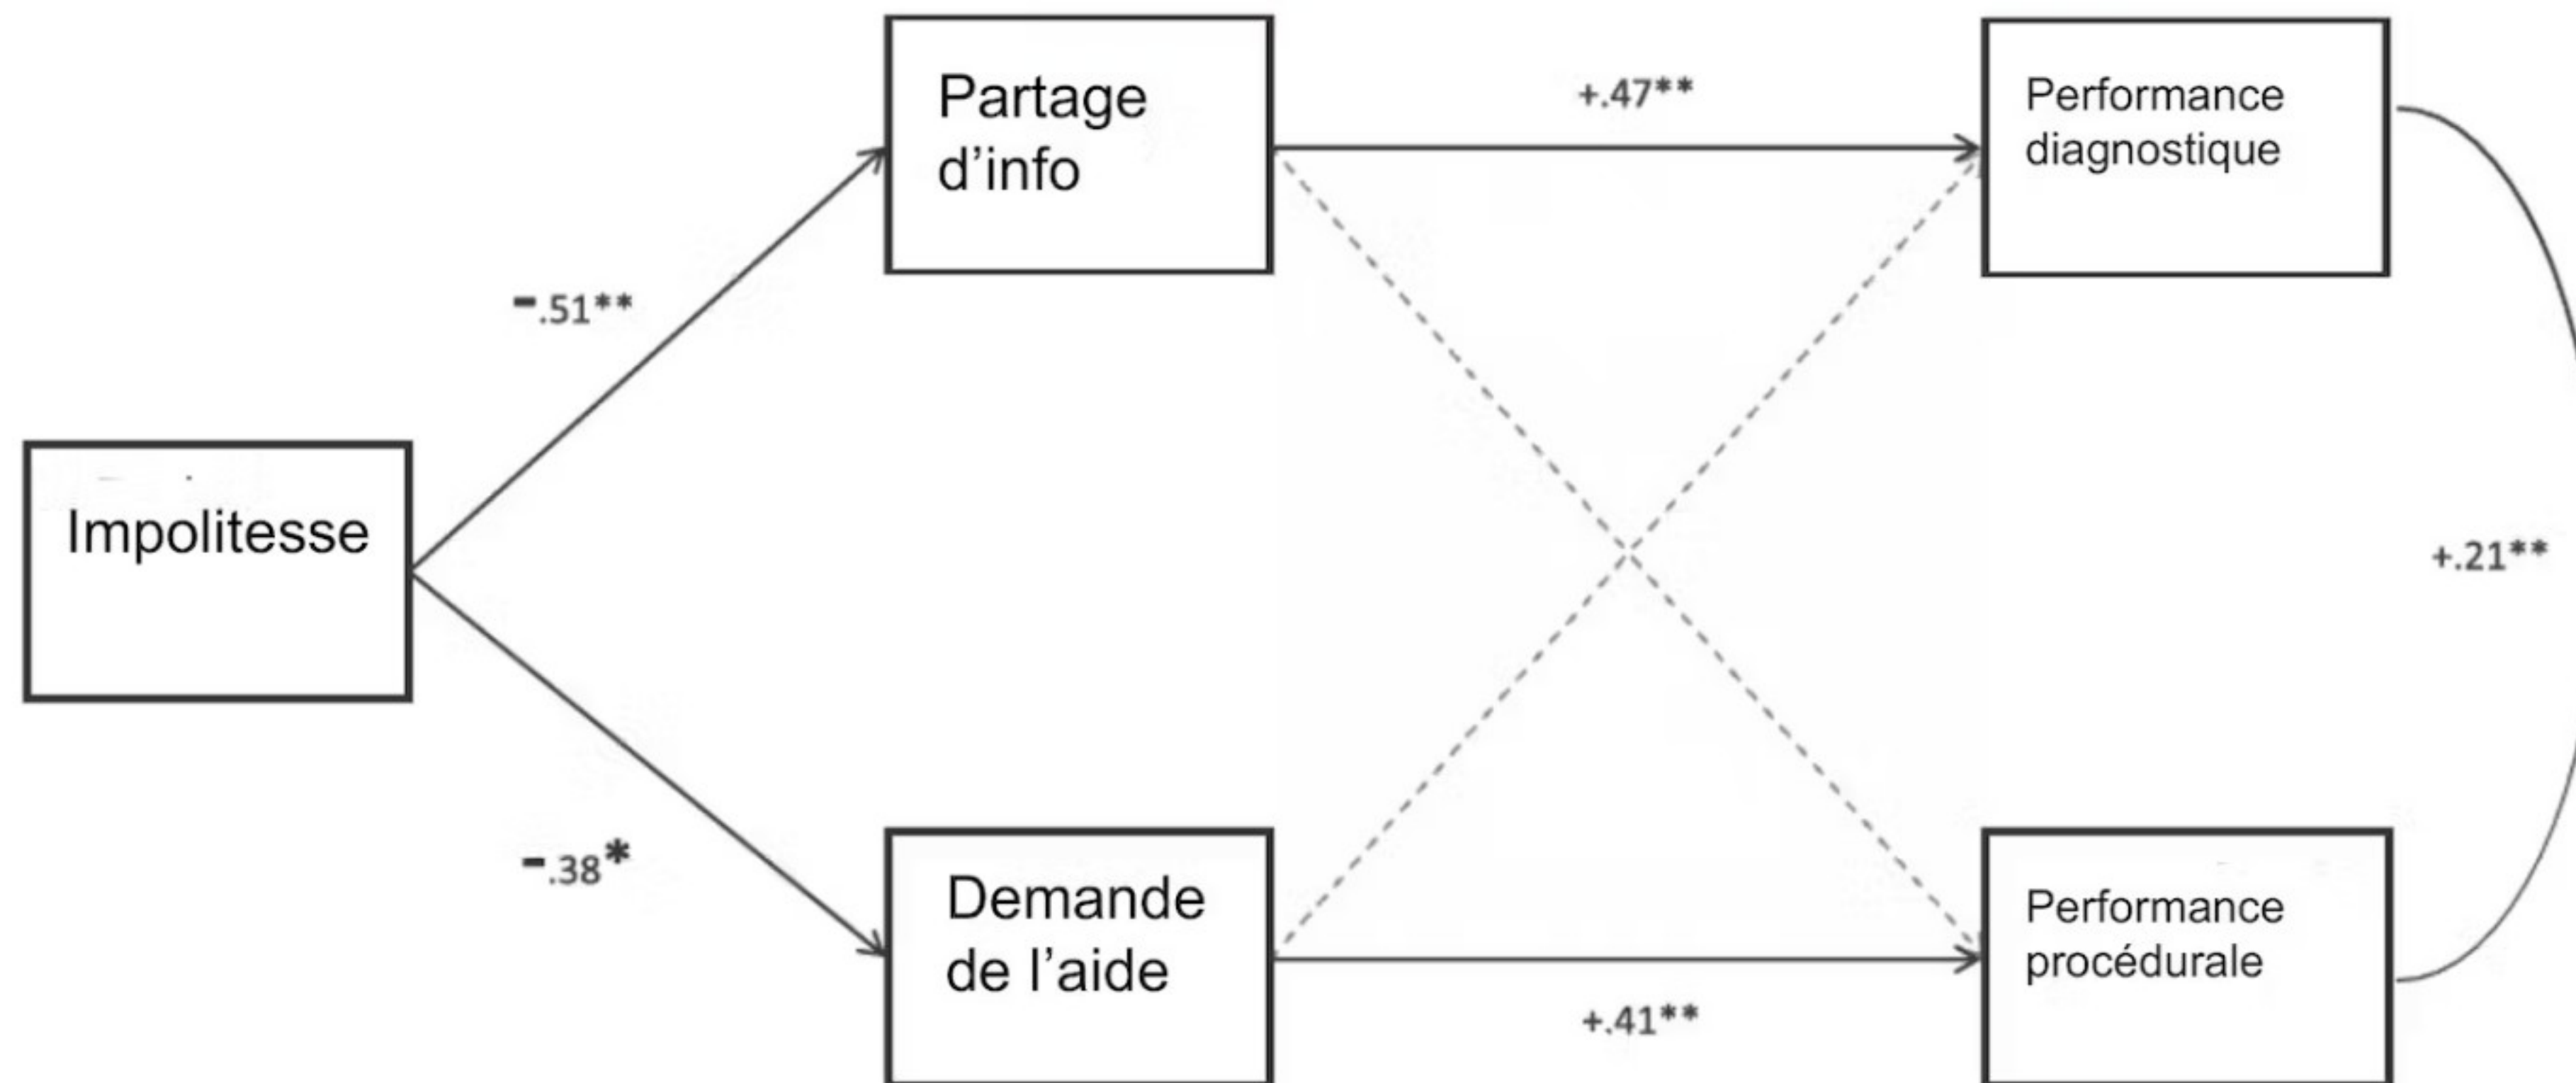 Partage
d’info
+.47**
Performance
diagnostique
-.51**
Impolitesse
+.21**
-.38*
Demande
de l’aide
Performance
procédurale
+.41**